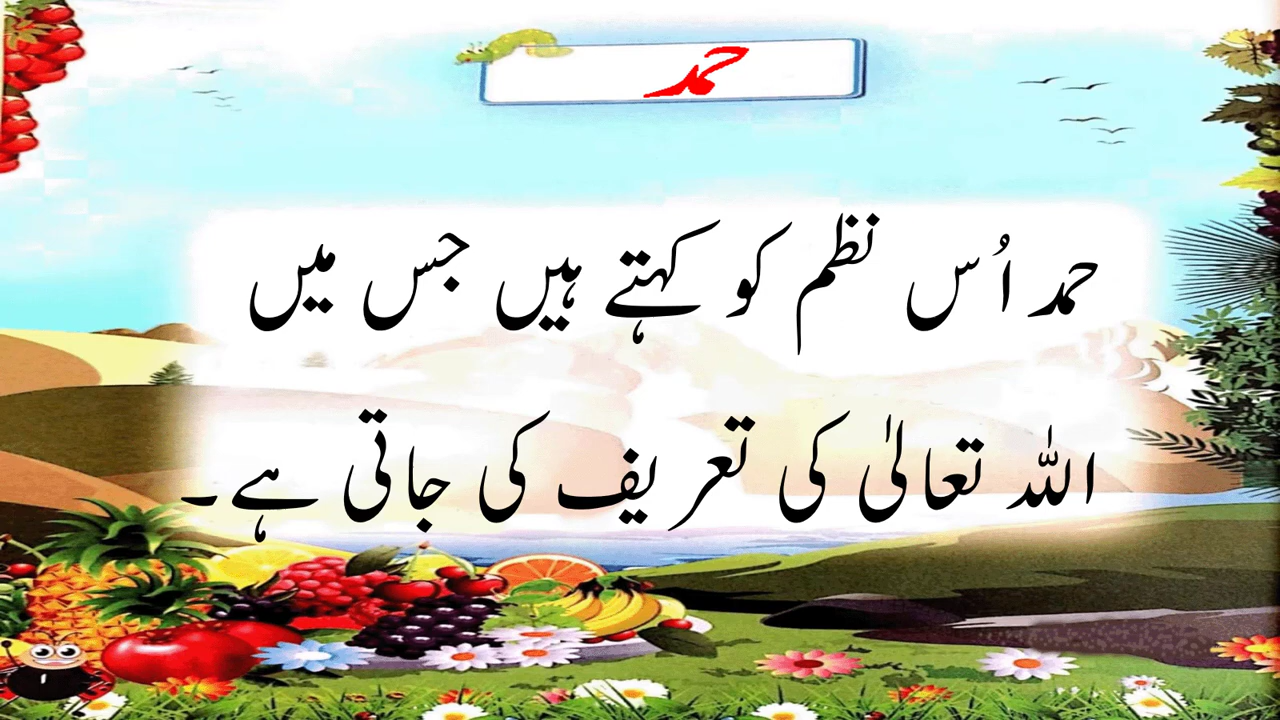 حمد
حمد اُس نظم کو کہتے ہیں جس میں
اللہ تعالیٰ کی تعریف کی جاتی ہے۔